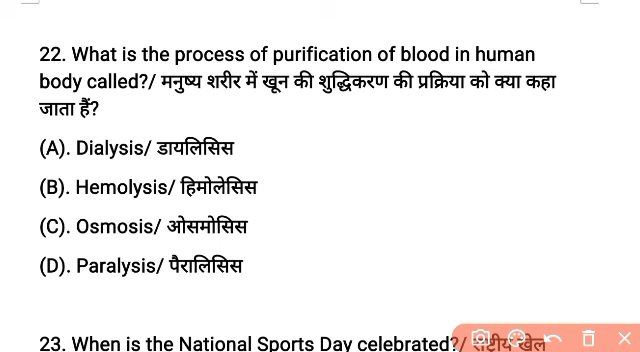 22. What is the process of purification of blood in human
body called?/ मनुष्य शरीर में खून की शुद्धिकरण की प्रक्रिया को क्या कहा
जाता हैं?
(A). Dialysis/ डायलिसिस
(B). Hemolysis/ हिमोलेसिस
(C). Osmosis/ ओसमोसिस
(D). Paralysis/ पैरालिसिस
23. When is the National Sports Day celebrated?/ राष्ट्रीय खेल